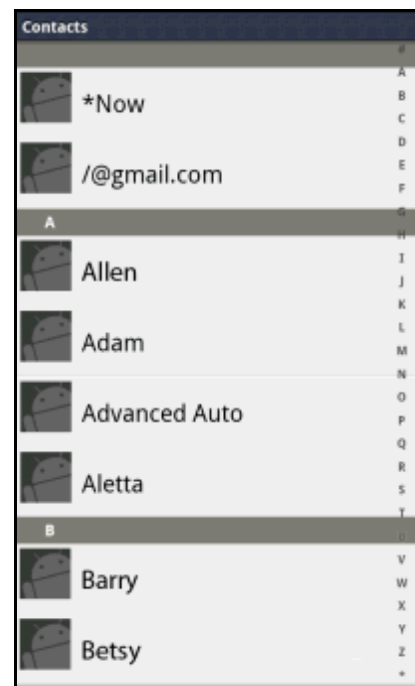 Contacts
*Now
/@gmail.com
A
Allen
Adam
Advanced Auto
Aletta
B
Barry
Betsy
#
A
B
C
D
E
F
G
H
I
J
K
L
M
N
O
P
Q
R
S
T
U
V
W
X
Y
Z
*